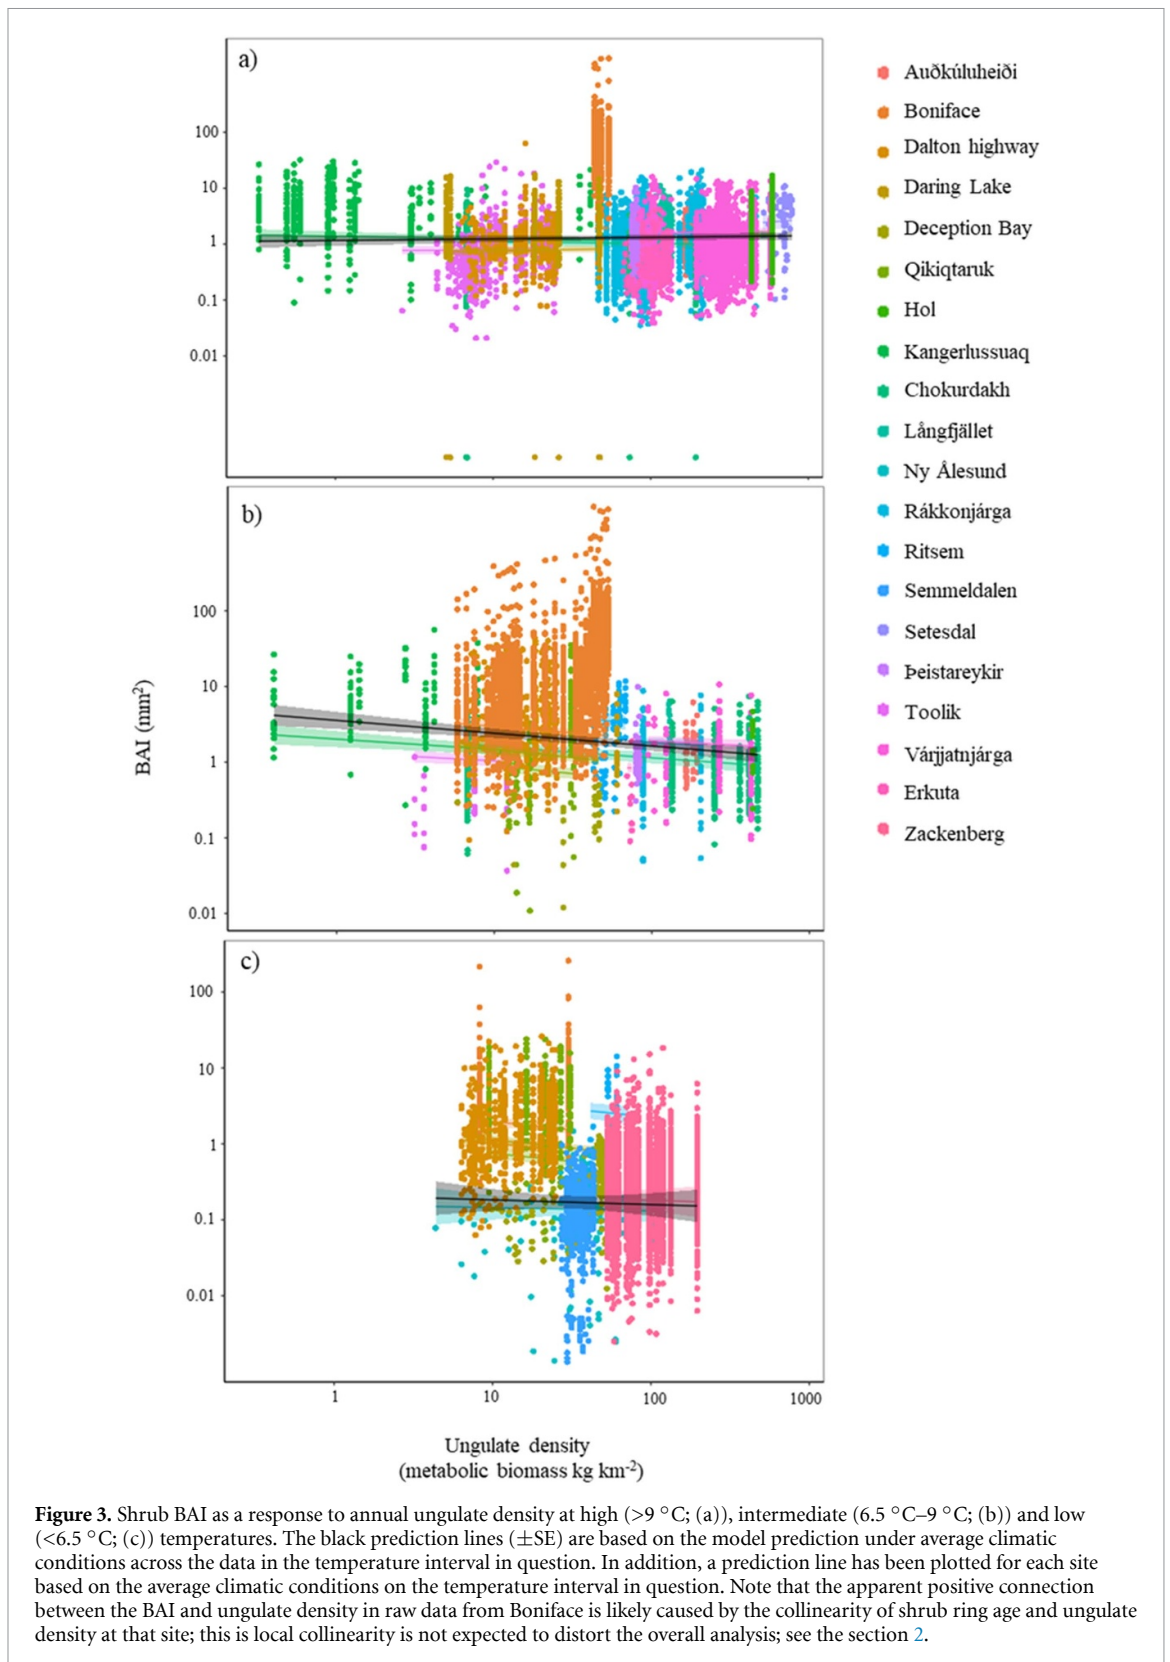 a)
100
10
1
0.1
0.01
Auðkúluheiði
Boniface
Dalton highway
Daring Lake
Deception Bay
Qikiqtaruk
Hol
Kangerlussuaq
Chokurdakh
Långfjället
Ny Ålesund
Rákkonjárga
Ritsem
Semmeldalen
Setesdal
Þeistareykir
Toolik
Várjjatnjárga
Erkuta
Zackenberg
b)
100
10
1
0.1
0.01
BAI (mm²)
c)
100
10
1
0.1
0.01
1 10 100 1000
Ungulate density
(metabolic biomass kg km⁻²)
Figure 3. Shrub BAI as a response to annual ungulate density at high (>9 °C; (a)), intermediate (6.5 °C–9 °C; (b)) and low
(<6.5 °C; (c)) temperatures. The black prediction lines (±SE) are based on the model prediction under average climatic
conditions across the data in the temperature interval in question. In addition, a prediction line has been plotted for each site
based on the average climatic conditions on the temperature interval in question. Note that the apparent positive connection
between the BAI and ungulate density in raw data from Boniface is likely caused by the collinearity of shrub ring age and ungulate
density at that site; this is local collinearity is not expected to distort the overall analysis; see the section 2.